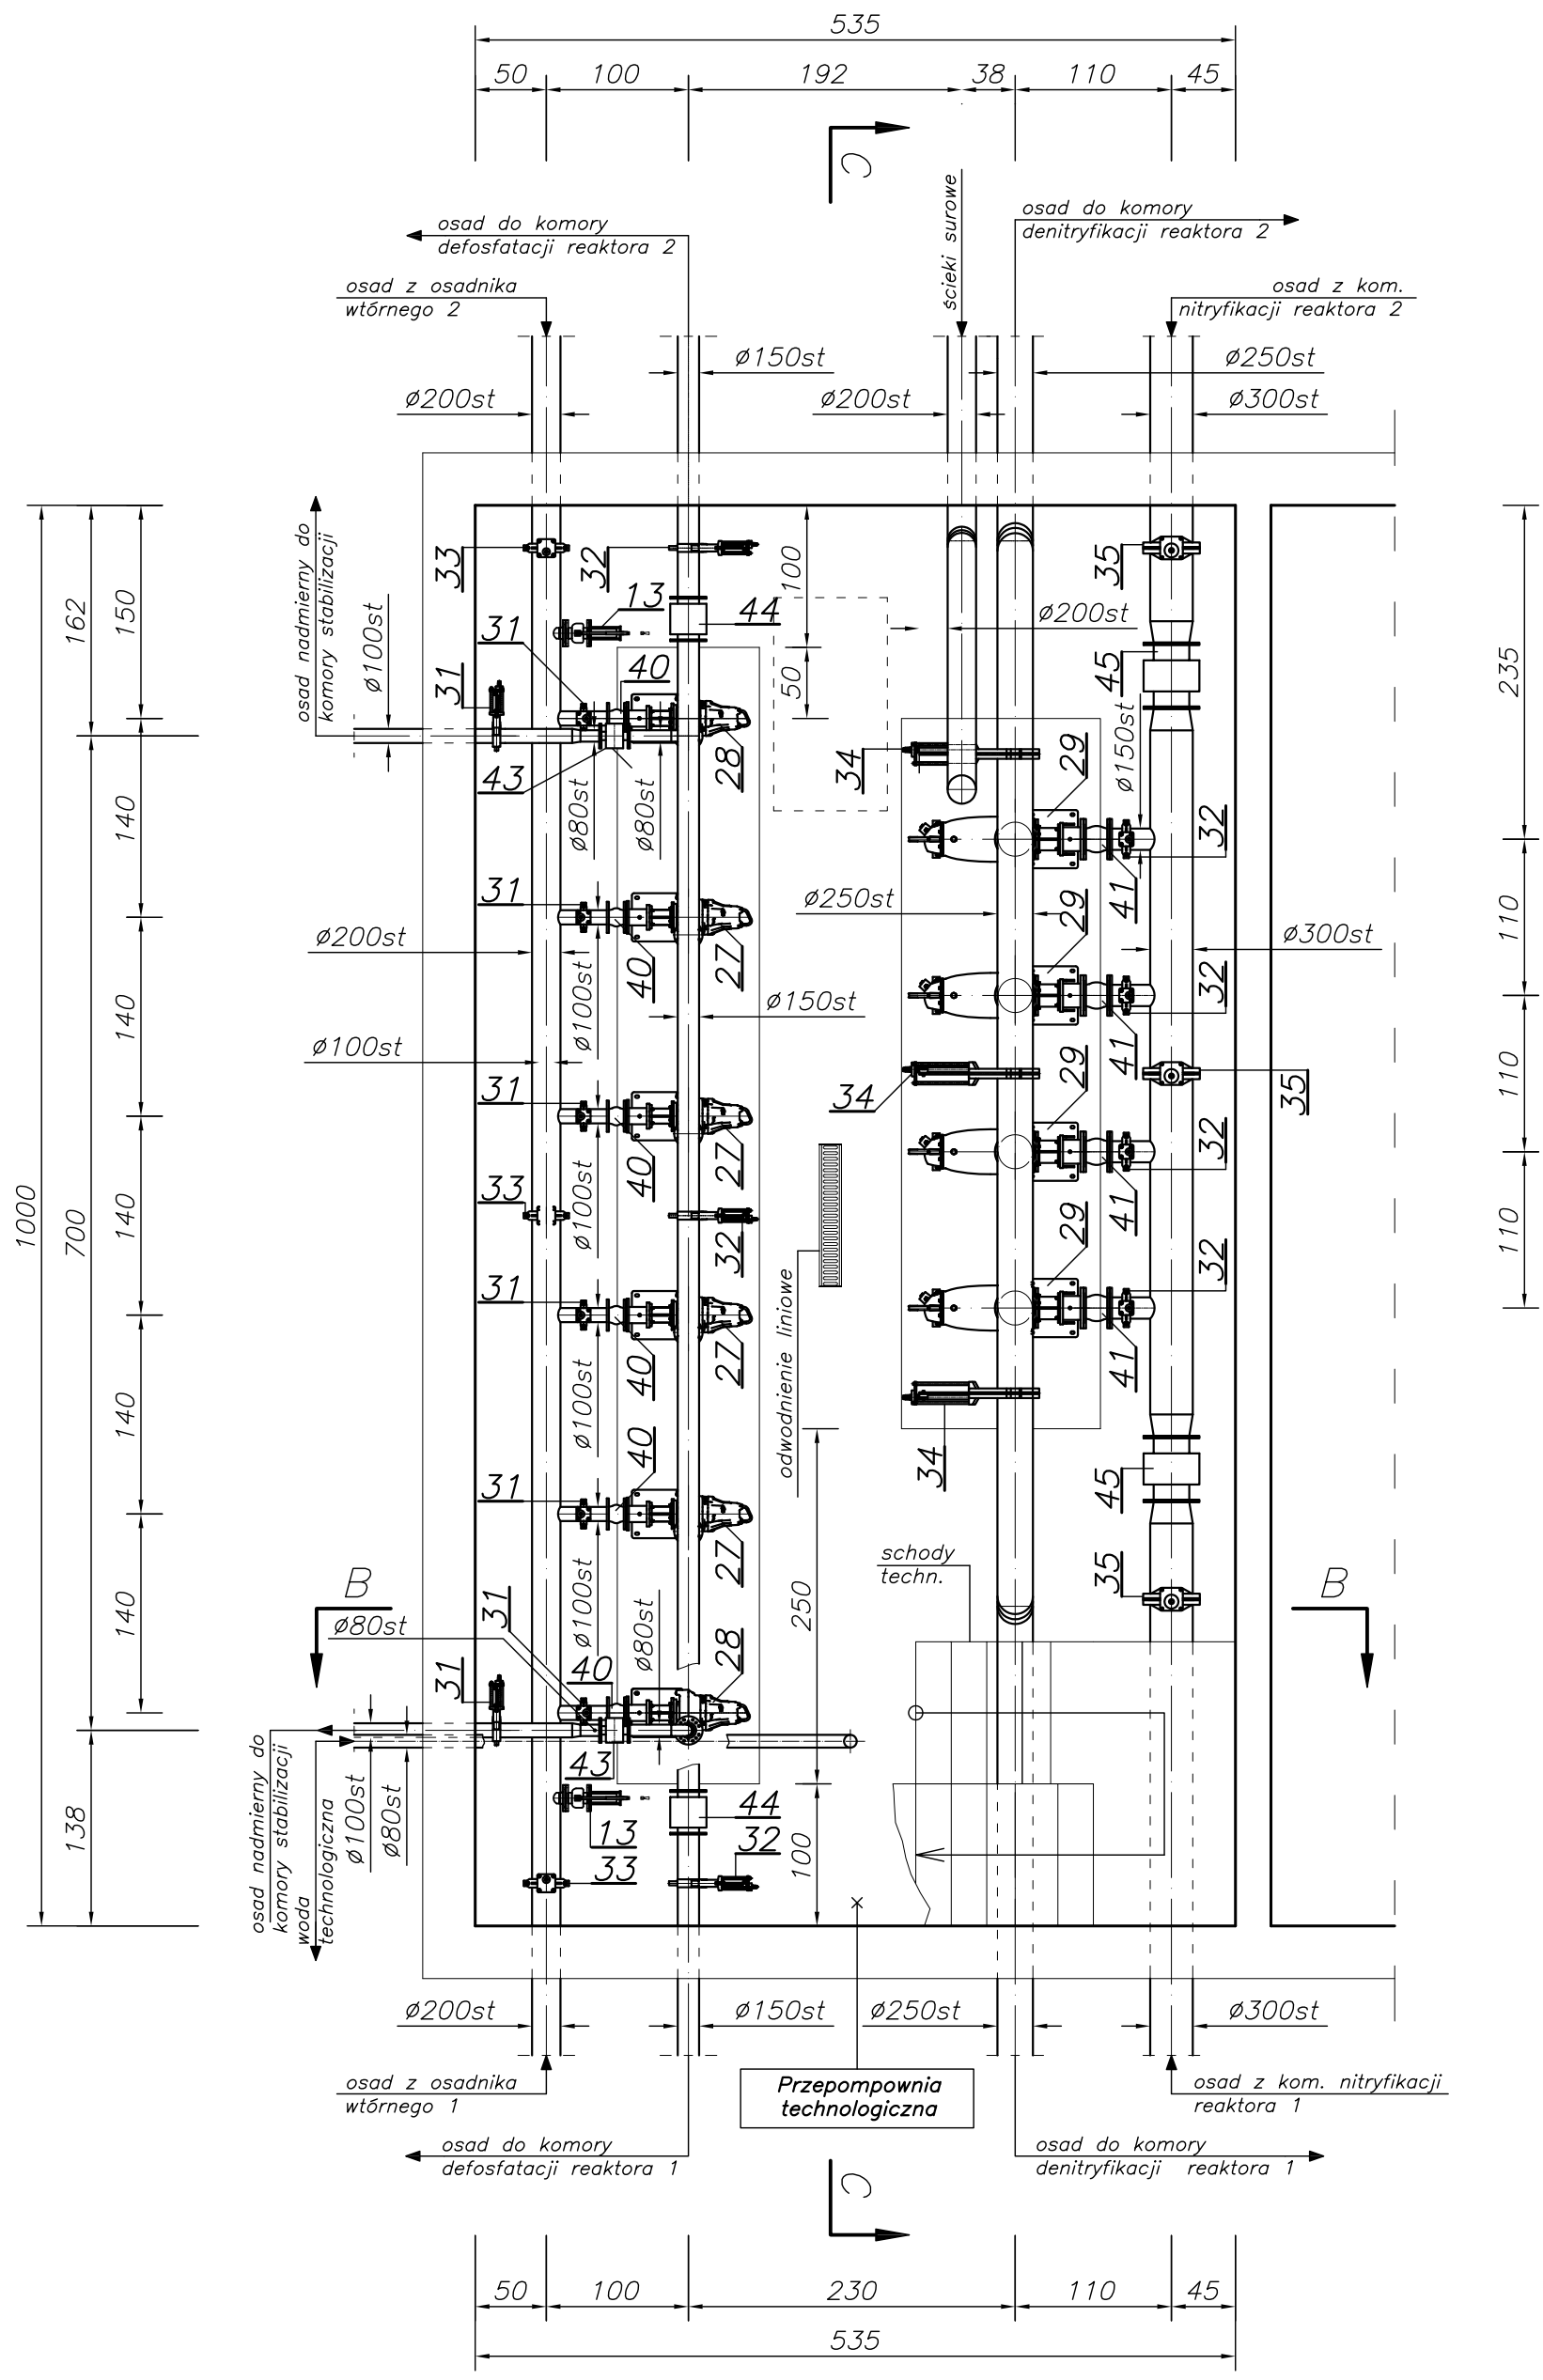 535
50 100 192 38 110 45
C
ścieki surowe
osad do komory
defosfatacji reaktora 2
osad do komory
denitryfikacji reaktora 2
osad z osadnika
wtórnego 2
osad z kom.
nitryfikacji reaktora 2
ø150st
ø250st
ø200st
ø200st
ø300st
osad nadmierny do
komory stabilizacji
33
32
35
100
162
150
13
44
ø200st
31
ø100st
31
40
50
45
235
28
34
29
ø150st
43
ø80st
ø80st
32
140
41
31
ø250st
29
110
27
40
ø200st
ø300st
ø100st
32
140
ø150st
41
ø100st
29
110
31
34
35
27
40
ø100st
32
1000
700
140
33
41
29
110
32
32
31
odwodnienie liniowe
27
40
ø100st
41
140
40
31
34
45
27
ø100st
schody
techn.
35
B
B
140
31
250
ø80st
ø80st
28
40
31
osad nadmierny do
komory stabilizacji
woda
technologiczna
43
ø100st
ø80st
138
13
44
32
100
33
ø200st
ø150st
ø250st
ø300st
osad z osadnika
wtórnego 1
Przepompownia
technologiczna
osad z kom. nitryfikacji
reaktora 1
osad do komory
defosfatacji reaktora 1
osad do komory
denitryfikacji reaktora 1
C
50 100 230 110 45
535